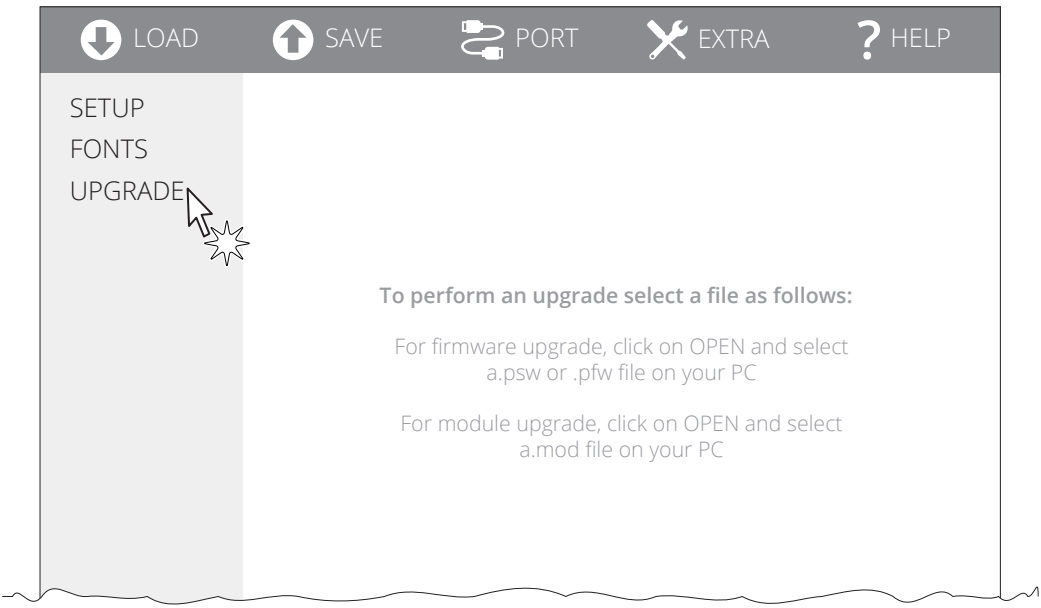 LOAD SAVE PORT EXTRA ? HELP
SETUP
FONTS
UPGRADE
To perform an upgrade select a file as follows:
For firmware upgrade, click on OPEN and select
a.psw or .pfw file on your PC
For module upgrade, click on OPEN and select
a.mod file on your PC